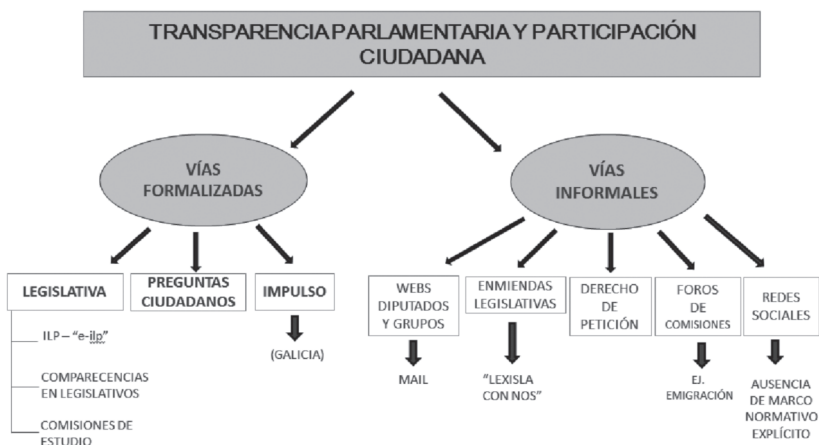 TRANSPARENCIA PARLAMENTARIA Y PARTICIPACIÓN
CIUDADANA
VÍAS
FORMALIZADAS
VÍAS
INFORMALES
LEGISLATIVA
PREGUNTAS
CIUDADANOS
IMPULSO
WEBS
DIPUTADOS
Y GRUPOS
ENMIENDAS
LEGISLATIVAS
DERECHO
DE
PETICIÓN
FOROS
DE
COMISIONES
REDES
SOCIALES
ILP – "e-ilp"
COMPARECENCIAS
EN LEGISLATIVOS
COMISIONES DE
ESTUDIO
(GALICIA)
MAIL
"LEXISLA
CON NOS"
EJ.
EMIGRACIÓN
AUSENCIA
DE MARCO
NORMATIVO
EXPLÍCITO